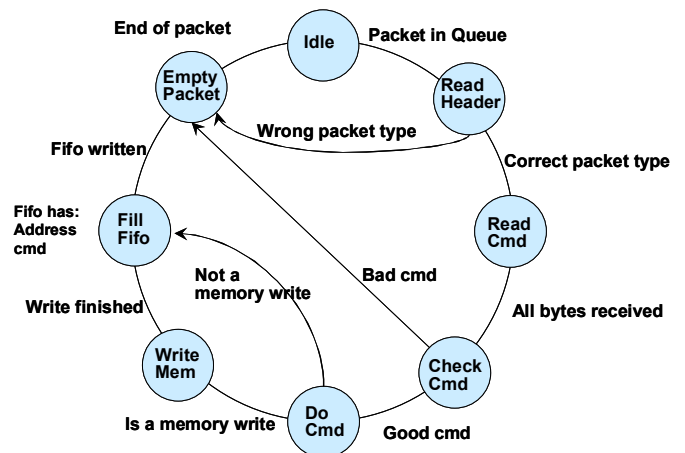 End of packet
Idle
Packet in Queue
Empty
Packet
Read
Header
Wrong packet type
Fifo written
Correct packet type
Fifo has:
Address
cmd
Fill
Fifo
Read
Cmd
Not a
memory write
Bad cmd
Write finished
All bytes received
Write
Mem
Check
Cmd
Is a memory write
Do
Cmd
Good cmd